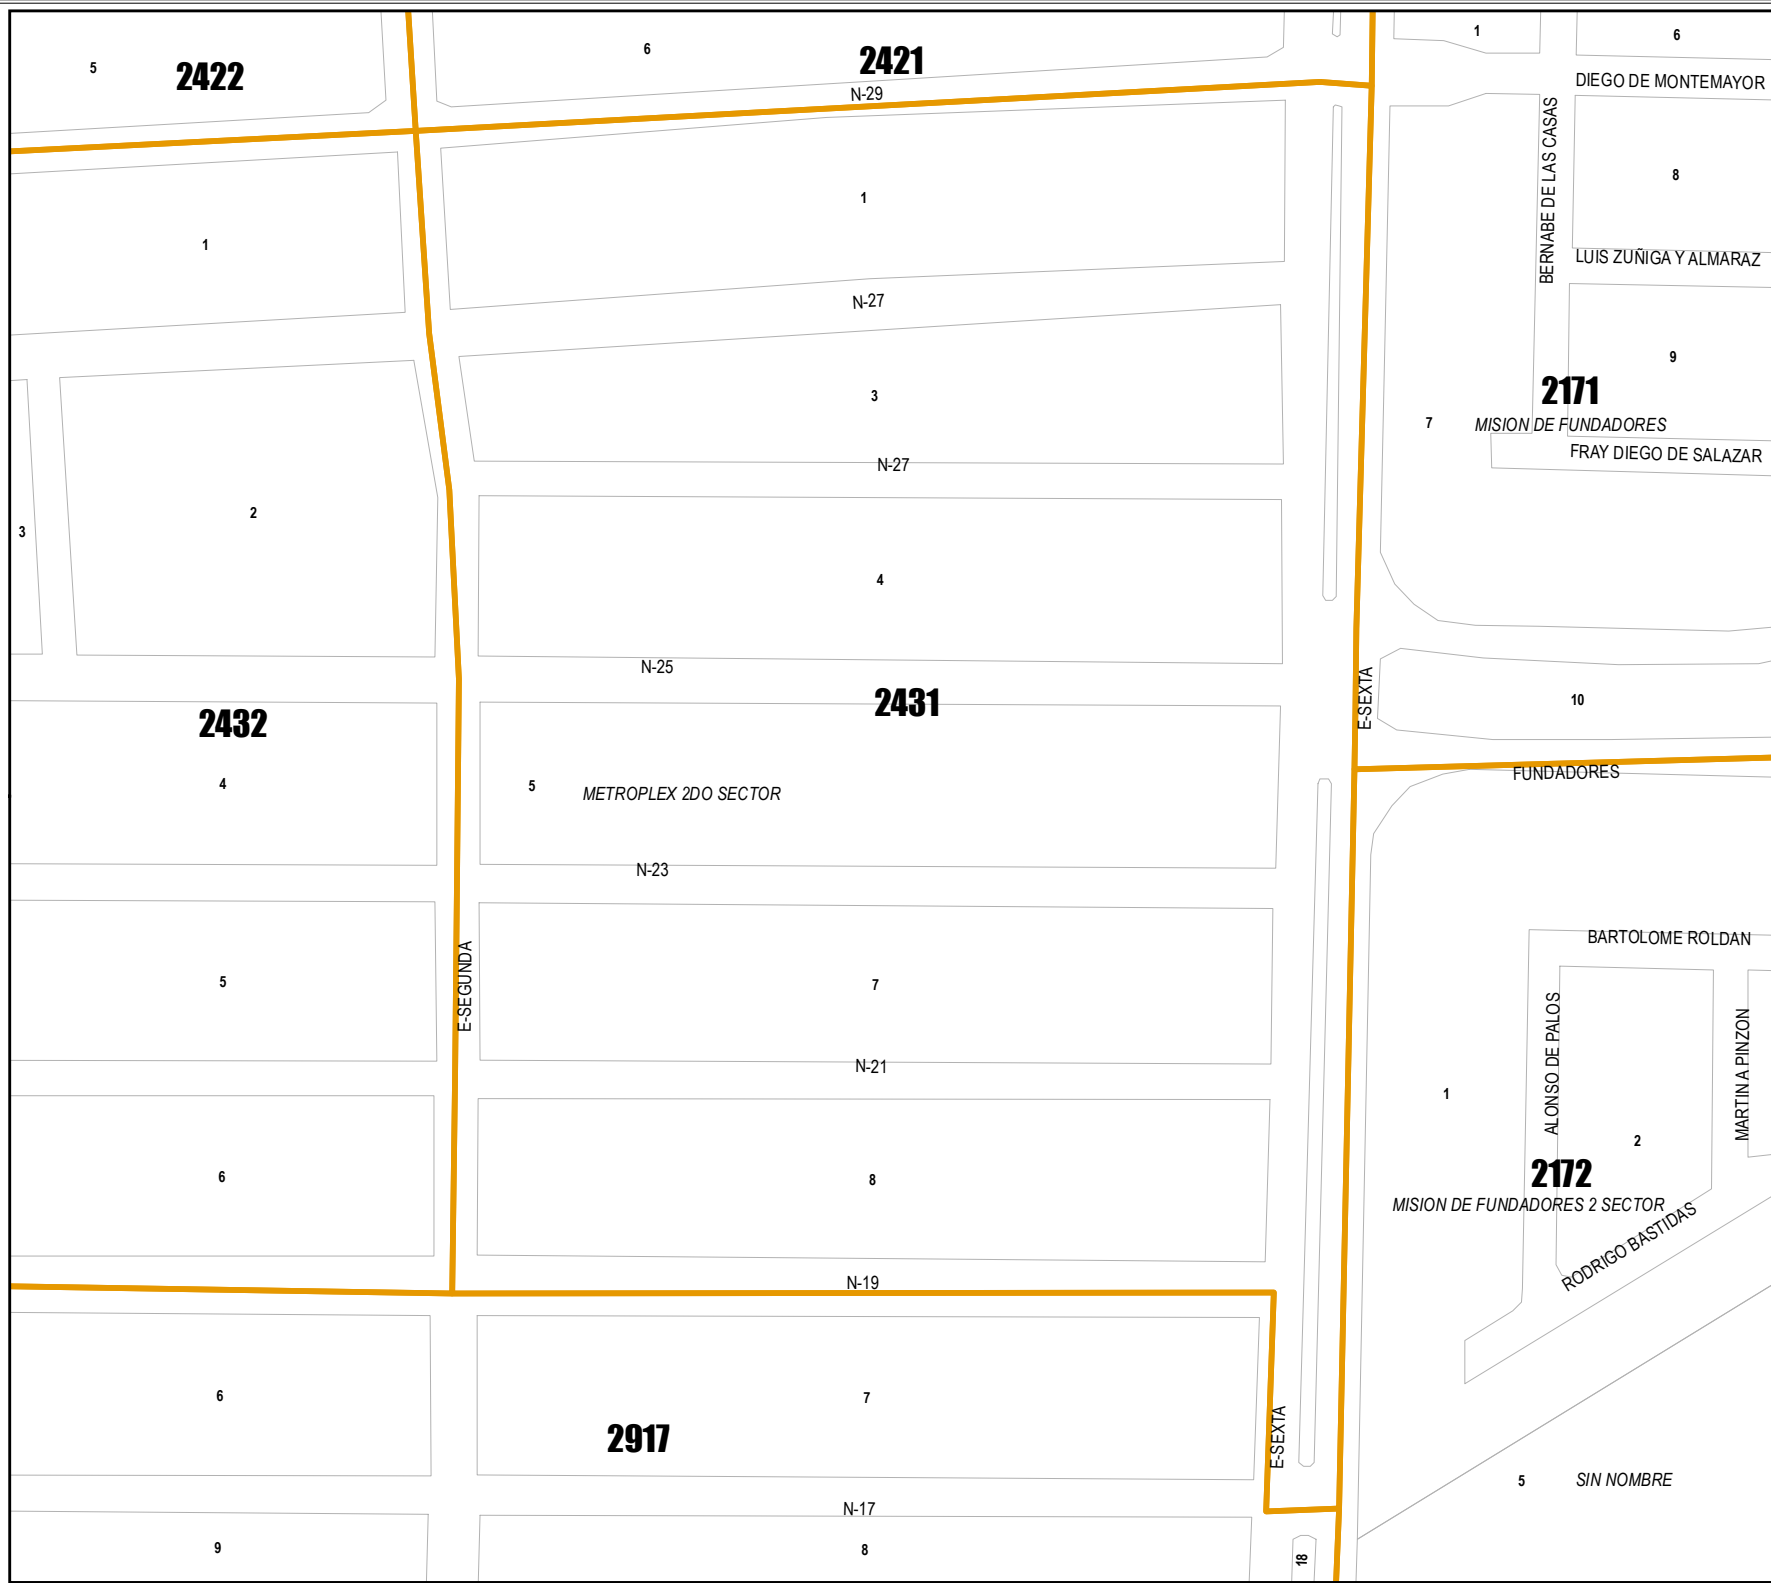 1
6
6
2421
5
2422
DIEGO DE MONTEMAYOR
N-29
BERNABE DE LAS CASAS
8
1
1
LUIS ZUÑIGA Y ALMARAZ
N-27
9
2171
3
7
MISION DE FUNDADORES
FRAY DIEGO DE SALAZAR
N-27
2
3
4
N-25
E-SEXTA
10
2431
2432
FUNDADORES
4
5
METROPLEX 2DO SECTOR
N-23
BARTOLOME ROLDAN
5
E-SEGUNDA
7
ALONSO DE PALOS
MARTIN A PINZON
N-21
1
2
6
8
2172
MISION DE FUNDADORES 2 SECTOR
RODRIGO BASTIDAS
N-19
6
7
2917
E-SEXTA
5
SIN NOMBRE
N-17
9
8
18